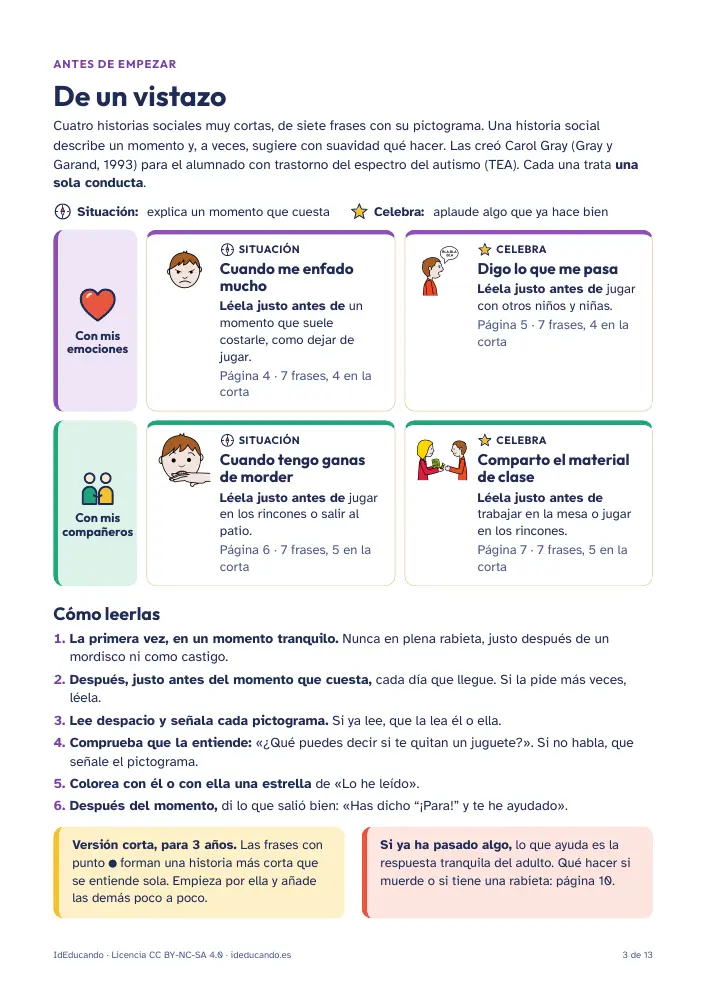 ANTES DE EMPEZAR
De un vistazo
Cuatro historias sociales muy cortas, de siete frases con su pictograma. Una historia social
describe un momento y, a veces, sugiere con suavidad qué hacer. Las creó Carol Gray (Gray y
Garand, 1993) para el alumnado con trastorno del espectro del autismo (TEA). Cada una trata una
sola conducta.
Situación: explica un momento que cuesta
Celebra: aplaude algo que ya hace bien
Con mis
emociones
SITUACIÓN
Cuando me enfado
mucho
Léela justo antes de un
momento que suele
costarle, como dejar de
jugar.
Página 4 · 7 frases, 4 en la
corta
BLA BLA
BLA
CELEBRA
Digo lo que me pasa
Léela justo antes de jugar
con otros niños y niñas.
Página 5 · 7 frases, 4 en la
corta
Con mis
compañeros
SITUACIÓN
Cuando tengo ganas
de morder
Léela justo antes de jugar
en los rincones o salir al
patio.
Página 6 · 7 frases, 5 en la
corta
CELEBRA
Comparto el material
de clase
Léela justo antes de
trabajar en la mesa o jugar
en los rincones.
Página 7 · 7 frases, 5 en la
corta
Cómo leerlas
1. La primera vez, en un momento tranquilo. Nunca en plena rabieta, justo después de un
mordisco ni como castigo.
2. Después, justo antes del momento que cuesta, cada día que llegue. Si la pide más veces,
léela.
3. Lee despacio y señala cada pictograma. Si ya lee, que la lea él o ella.
4. Comprueba que la entiende: «¿Qué puedes decir si te quitan un juguete?». Si no habla, que
señale el pictograma.
5. Colorea con él o con ella una estrella de «Lo he leído».
6. Después del momento, di lo que salió bien: «Has dicho “¡Para!” y te he ayudado».
Versión corta, para 3 años. Las frases con
punto ● forman una historia más corta que
se entiende sola. Empieza por ella y añade
las demás poco a poco.
Si ya ha pasado algo, lo que ayuda es la
respuesta tranquila del adulto. Qué hacer si
muerde o si tiene una rabieta: página 10.
IdEducando · Licencia CC BY-NC-SA 4.0 · ideducando.es
3 de 13